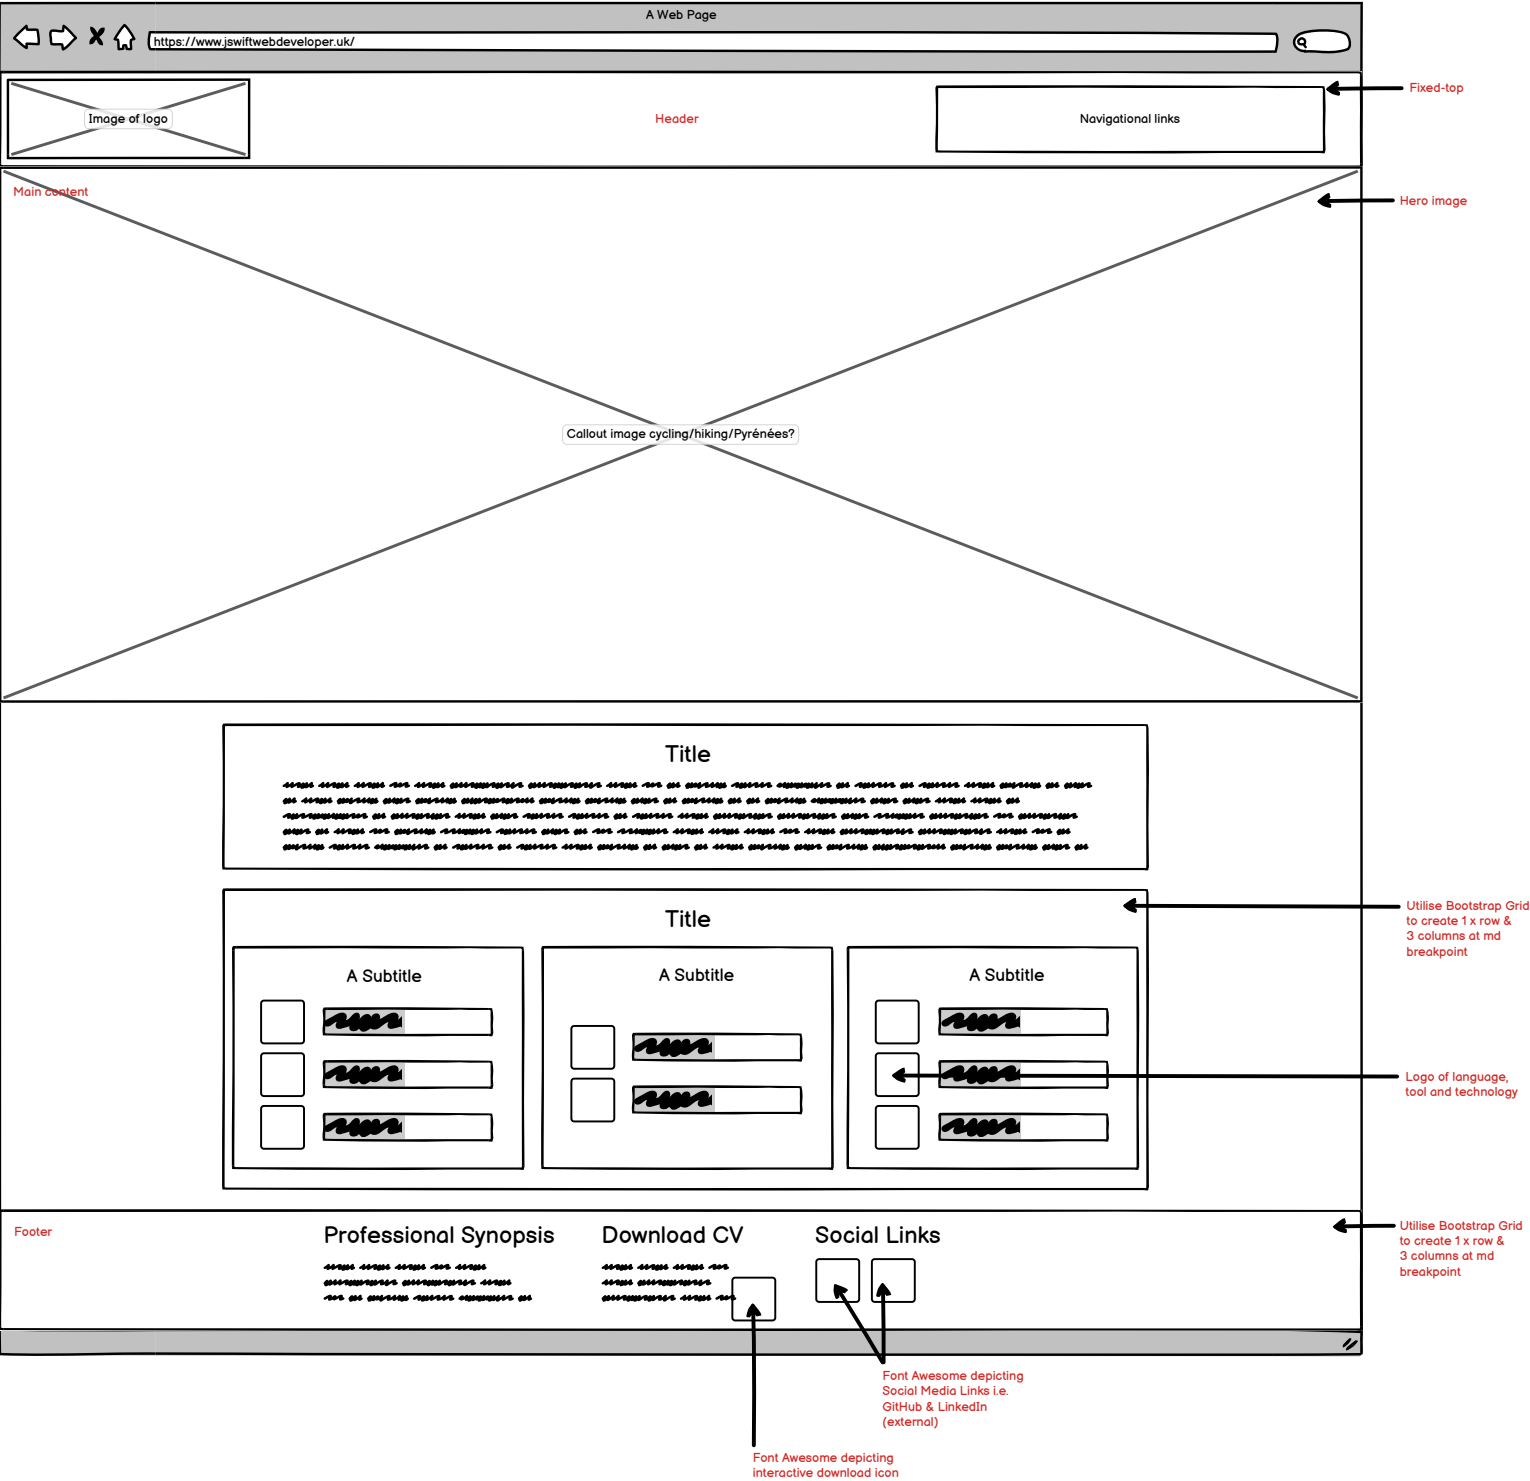 A Web Page
https://www.jswiftwebdeveloper.uk/
Image of logo
Header
Navigational links
Fixed-top
Main content
Hero image
Callout image cycling/hiking/Pyrénées?
Title
Title
Utilise Bootstrap Grid
to create 1 x row &
3 columns at md
breakpoint
A Subtitle
A Subtitle
A Subtitle
Logo of language,
tool and technology
Footer
Professional Synopsis
Download CV
Social Links
Utilise Bootstrap Grid
to create 1 x row &
3 columns at md
breakpoint
Font Awesome depicting
Social Media Links i.e.
GitHub & LinkedIn
(external)
Font Awesome depicting
interactive download icon